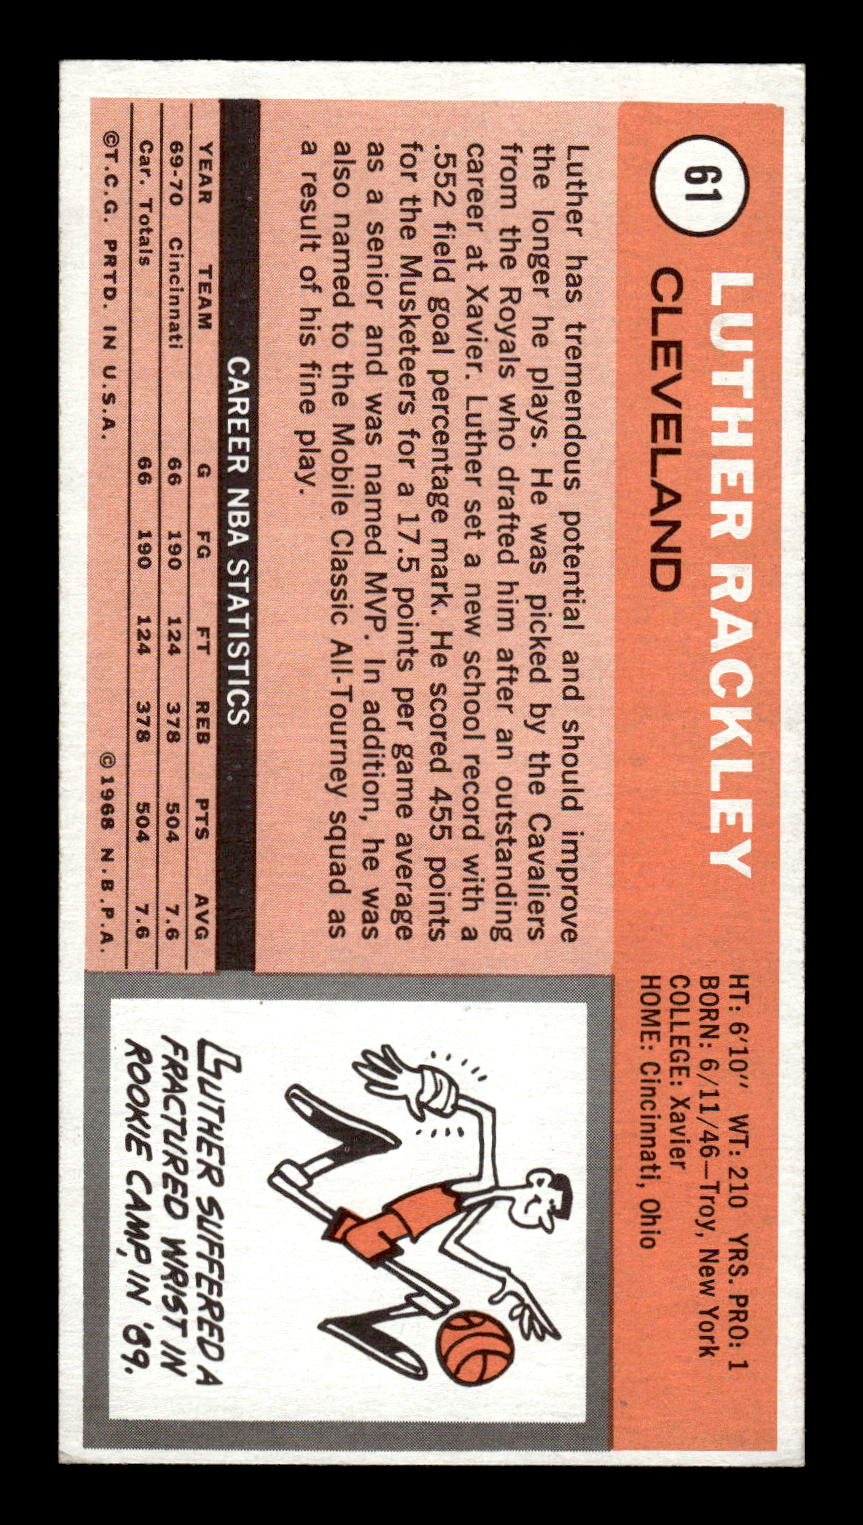 61
LUTHER RACKLEY
CLEVELAND
HT: 6'10" WT: 210 YRS. PRO: 1
BORN: 6/11/46—Troy, New York
COLLEGE: Xavier
HOME: Cincinnati, Ohio
Luther has tremendous potential and should improve
the longer he plays. He was picked by the Cavaliers
from the Royals who drafted him after an outstanding
career at Xavier. Luther set a new school record with a
.552 field goal percentage mark. He scored 455 points
for the Musketeers for a 17.5 points per game average
as a senior and was named MVP. In addition, he was
also named to the Mobile Classic All-Tourney squad as
a result of his fine play.
CAREER NBA STATISTICS
YEAR TEAM G FG FT REB PTS AVG
69-70 Cincinnati 66 190 124 378 504 7.6
Car. Totals 66 190 124 378 504 7.6
©T.C.G. PRTD. IN U.S.A. ©1968 N.B.P.A.
LUTHER SUFFERED A
FRACTURED WRIST IN
ROOKIE CAMP, IN '69.